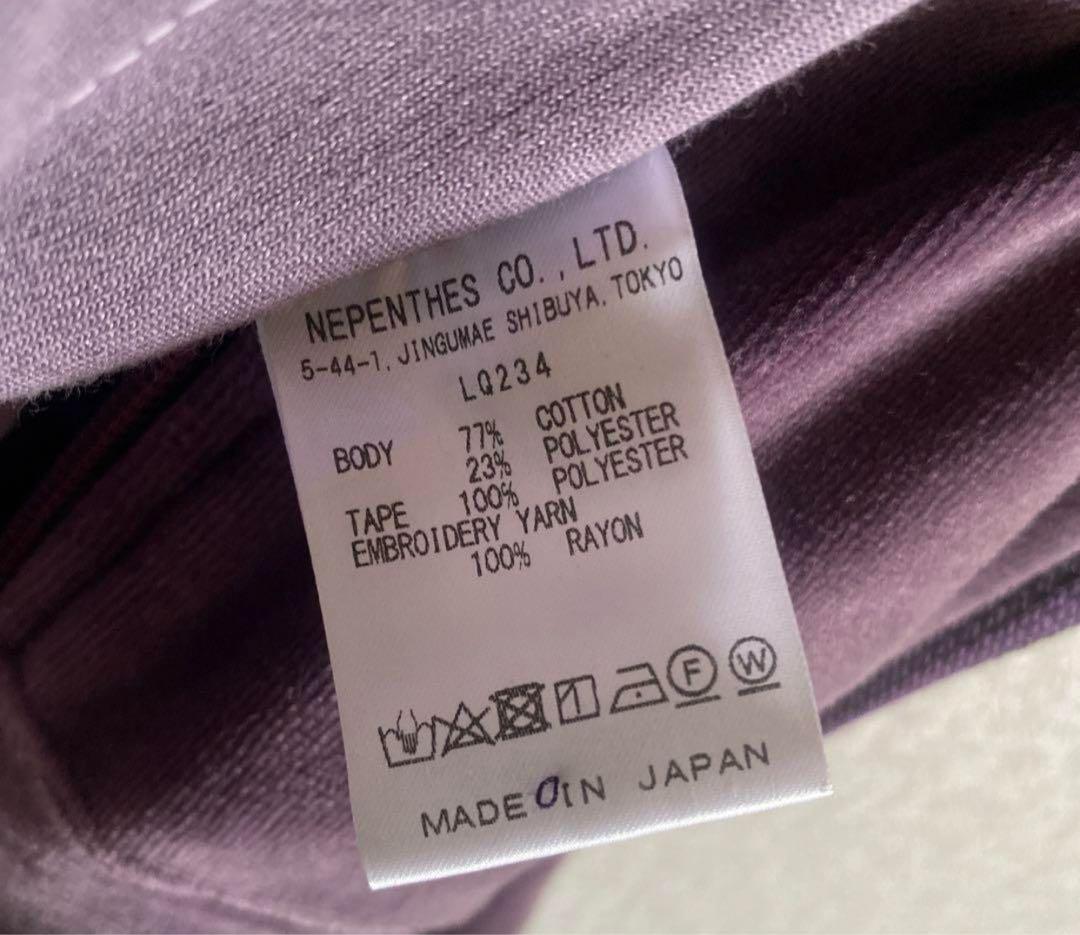 NEPENTHES CO., LTD.
5-44-1, JINGUMAE SHIBUYA, TOKYO
LQ234
BODY 77% COTTON
23% POLYESTER
TAPE 100% POLYESTER
EMBROIDERY YARN
100% RAYON
F W
MADE IN JAPAN